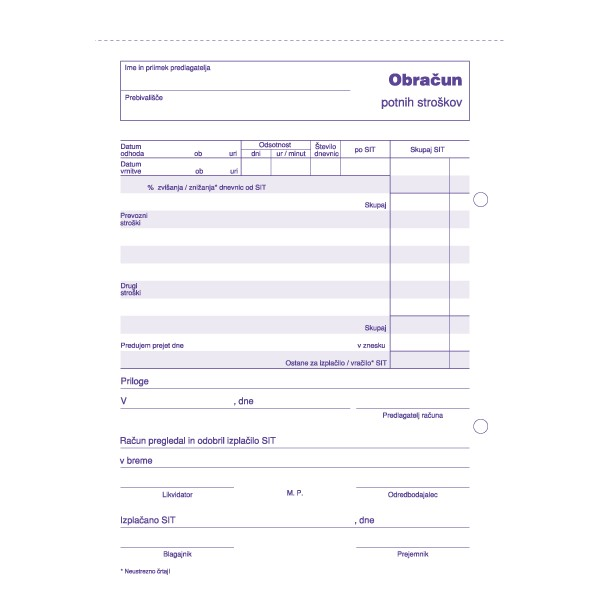 Ime in priimek predlagatelja
Obračun
potnih stroškov
Prebivališče
Datum odhoda ob uri
Odsotnost
dni ur / minut
Število dnevnic
po SIT
Skupaj SIT
Datum vrnitve ob uri
% zvišanja / znižanja* dnevnic od SIT
Skupaj
Prevozni
stroški
Drugi
stroški
Skupaj
Predujem prejet dne v znesku
Ostane za izplačilo / vračilo* SIT
Priloge
V , dne
Predlagatelj računa
Račun pregledal in odobril izplačilo SIT
v breme
Likvidator M. P. Odredbodajalec
Izplačano SIT , dne
Blagajnik Prejemnik
* Neustrezno črtaj!